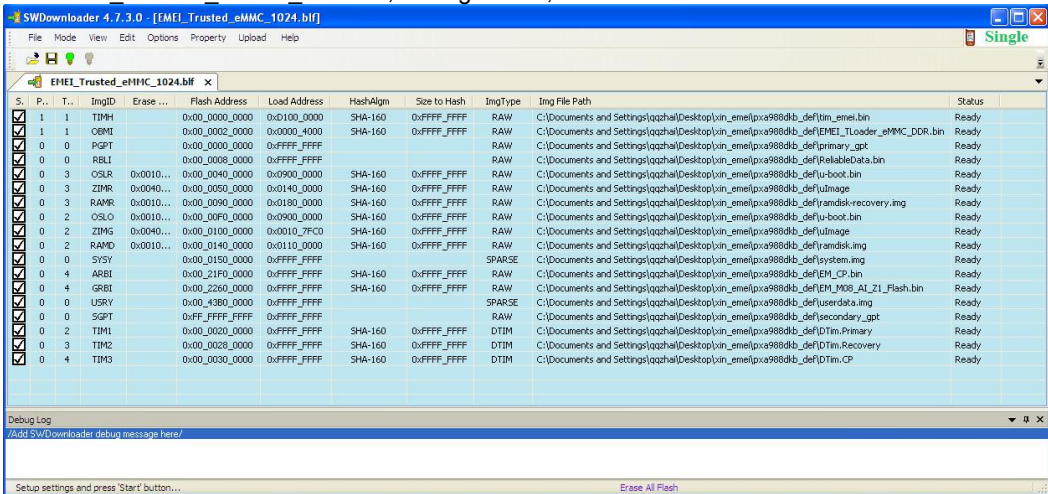 SWDownloader 4.7.3.0 - [EMEI_Trusted_eMMC_1024.blf]
File Mode View Edit Options Property Upload Help
Single
EMEI_Trusted_eMMC_1024.blf x
S. P.. T.. ImgID Erase ... Flash Address Load Address HashAlgm Size to Hash ImgType Img File Path Status
1 1 TIMH 0x00_0000_0000 0xD100_0000 SHA-160 0xFFFF_FFFF RAW C:\Documents and Settings\qqzhai\Desktop\xin_emei\pxa988dkb_def\tim_emei.bin Ready
1 1 OBMI 0x00_0002_0000 0x0000_4000 SHA-160 0xFFFF_FFFF RAW C:\Documents and Settings\qqzhai\Desktop\xin_emei\pxa988dkb_def\EMEI_TLoader_eMMC_DDR.bin Ready
0 0 PGPT 0x00_0000_0000 0xFFFF_FFFF RAW C:\Documents and Settings\qqzhai\Desktop\xin_emei\pxa988dkb_def\primary_gpt Ready
0 0 RBLI 0x00_0008_0000 0xFFFF_FFFF RAW C:\Documents and Settings\qqzhai\Desktop\xin_emei\pxa988dkb_def\ReliableData.bin Ready
0 3 OSLR 0x0010... 0x00_0040_0000 0x0900_0000 SHA-160 0xFFFF_FFFF RAW C:\Documents and Settings\qqzhai\Desktop\xin_emei\pxa988dkb_def\u-boot.bin Ready
0 3 ZIMR 0x0040... 0x00_0050_0000 0x0140_0000 SHA-160 0xFFFF_FFFF RAW C:\Documents and Settings\qqzhai\Desktop\xin_emei\pxa988dkb_def\uImage Ready
0 3 RAMR 0x0010... 0x00_0090_0000 0x0180_0000 SHA-160 0xFFFF_FFFF RAW C:\Documents and Settings\qqzhai\Desktop\xin_emei\pxa988dkb_def\ramdisk-recovery.img Ready
0 2 OSLO 0x0010... 0x00_00F0_0000 0x0900_0000 SHA-160 0xFFFF_FFFF RAW C:\Documents and Settings\qqzhai\Desktop\xin_emei\pxa988dkb_def\u-boot.bin Ready
0 2 ZIMG 0x0040... 0x00_0100_0000 0x0010_7FC0 SHA-160 0xFFFF_FFFF RAW C:\Documents and Settings\qqzhai\Desktop\xin_emei\pxa988dkb_def\uImage Ready
0 2 RAMD 0x0010... 0x00_0140_0000 0x0110_0000 SHA-160 0xFFFF_FFFF RAW C:\Documents and Settings\qqzhai\Desktop\xin_emei\pxa988dkb_def\ramdisk.img Ready
0 0 SYSY 0x00_0150_0000 0xFFFF_FFFF SPARSE C:\Documents and Settings\qqzhai\Desktop\xin_emei\pxa988dkb_def\system.img Ready
0 4 ARBI 0x00_21F0_0000 0xFFFF_FFFF SHA-160 0xFFFF_FFFF RAW C:\Documents and Settings\qqzhai\Desktop\xin_emei\pxa988dkb_def\EM_CP.bin Ready
0 4 GRBI 0x00_2260_0000 0xFFFF_FFFF SHA-160 0xFFFF_FFFF RAW C:\Documents and Settings\qqzhai\Desktop\xin_emei\pxa988dkb_def\EM_M08_AI_Z1_Flash.bin Ready
0 0 USRY 0x00_43B0_0000 0xFFFF_FFFF SPARSE C:\Documents and Settings\qqzhai\Desktop\xin_emei\pxa988dkb_def\userdata.img Ready
0 0 SGPT 0xFF_FFFF_FFFF 0xFFFF_FFFF RAW C:\Documents and Settings\qqzhai\Desktop\xin_emei\pxa988dkb_def\secondary_gpt Ready
0 2 TIM1 0x00_0020_0000 0xFFFF_FFFF SHA-160 0xFFFF_FFFF DTIM C:\Documents and Settings\qqzhai\Desktop\xin_emei\pxa988dkb_def\DTim.Primary Ready
0 3 TIM2 0x00_0028_0000 0xFFFF_FFFF SHA-160 0xFFFF_FFFF DTIM C:\Documents and Settings\qqzhai\Desktop\xin_emei\pxa988dkb_def\DTim.Recovery Ready
0 4 TIM3 0x00_0030_0000 0xFFFF_FFFF SHA-160 0xFFFF_FFFF DTIM C:\Documents and Settings\qqzhai\Desktop\xin_emei\pxa988dkb_def\DTim.CP Ready
Debug Log
/Add SWDownloader debug message here/
Setup settings and press 'Start' button... Erase All Flash